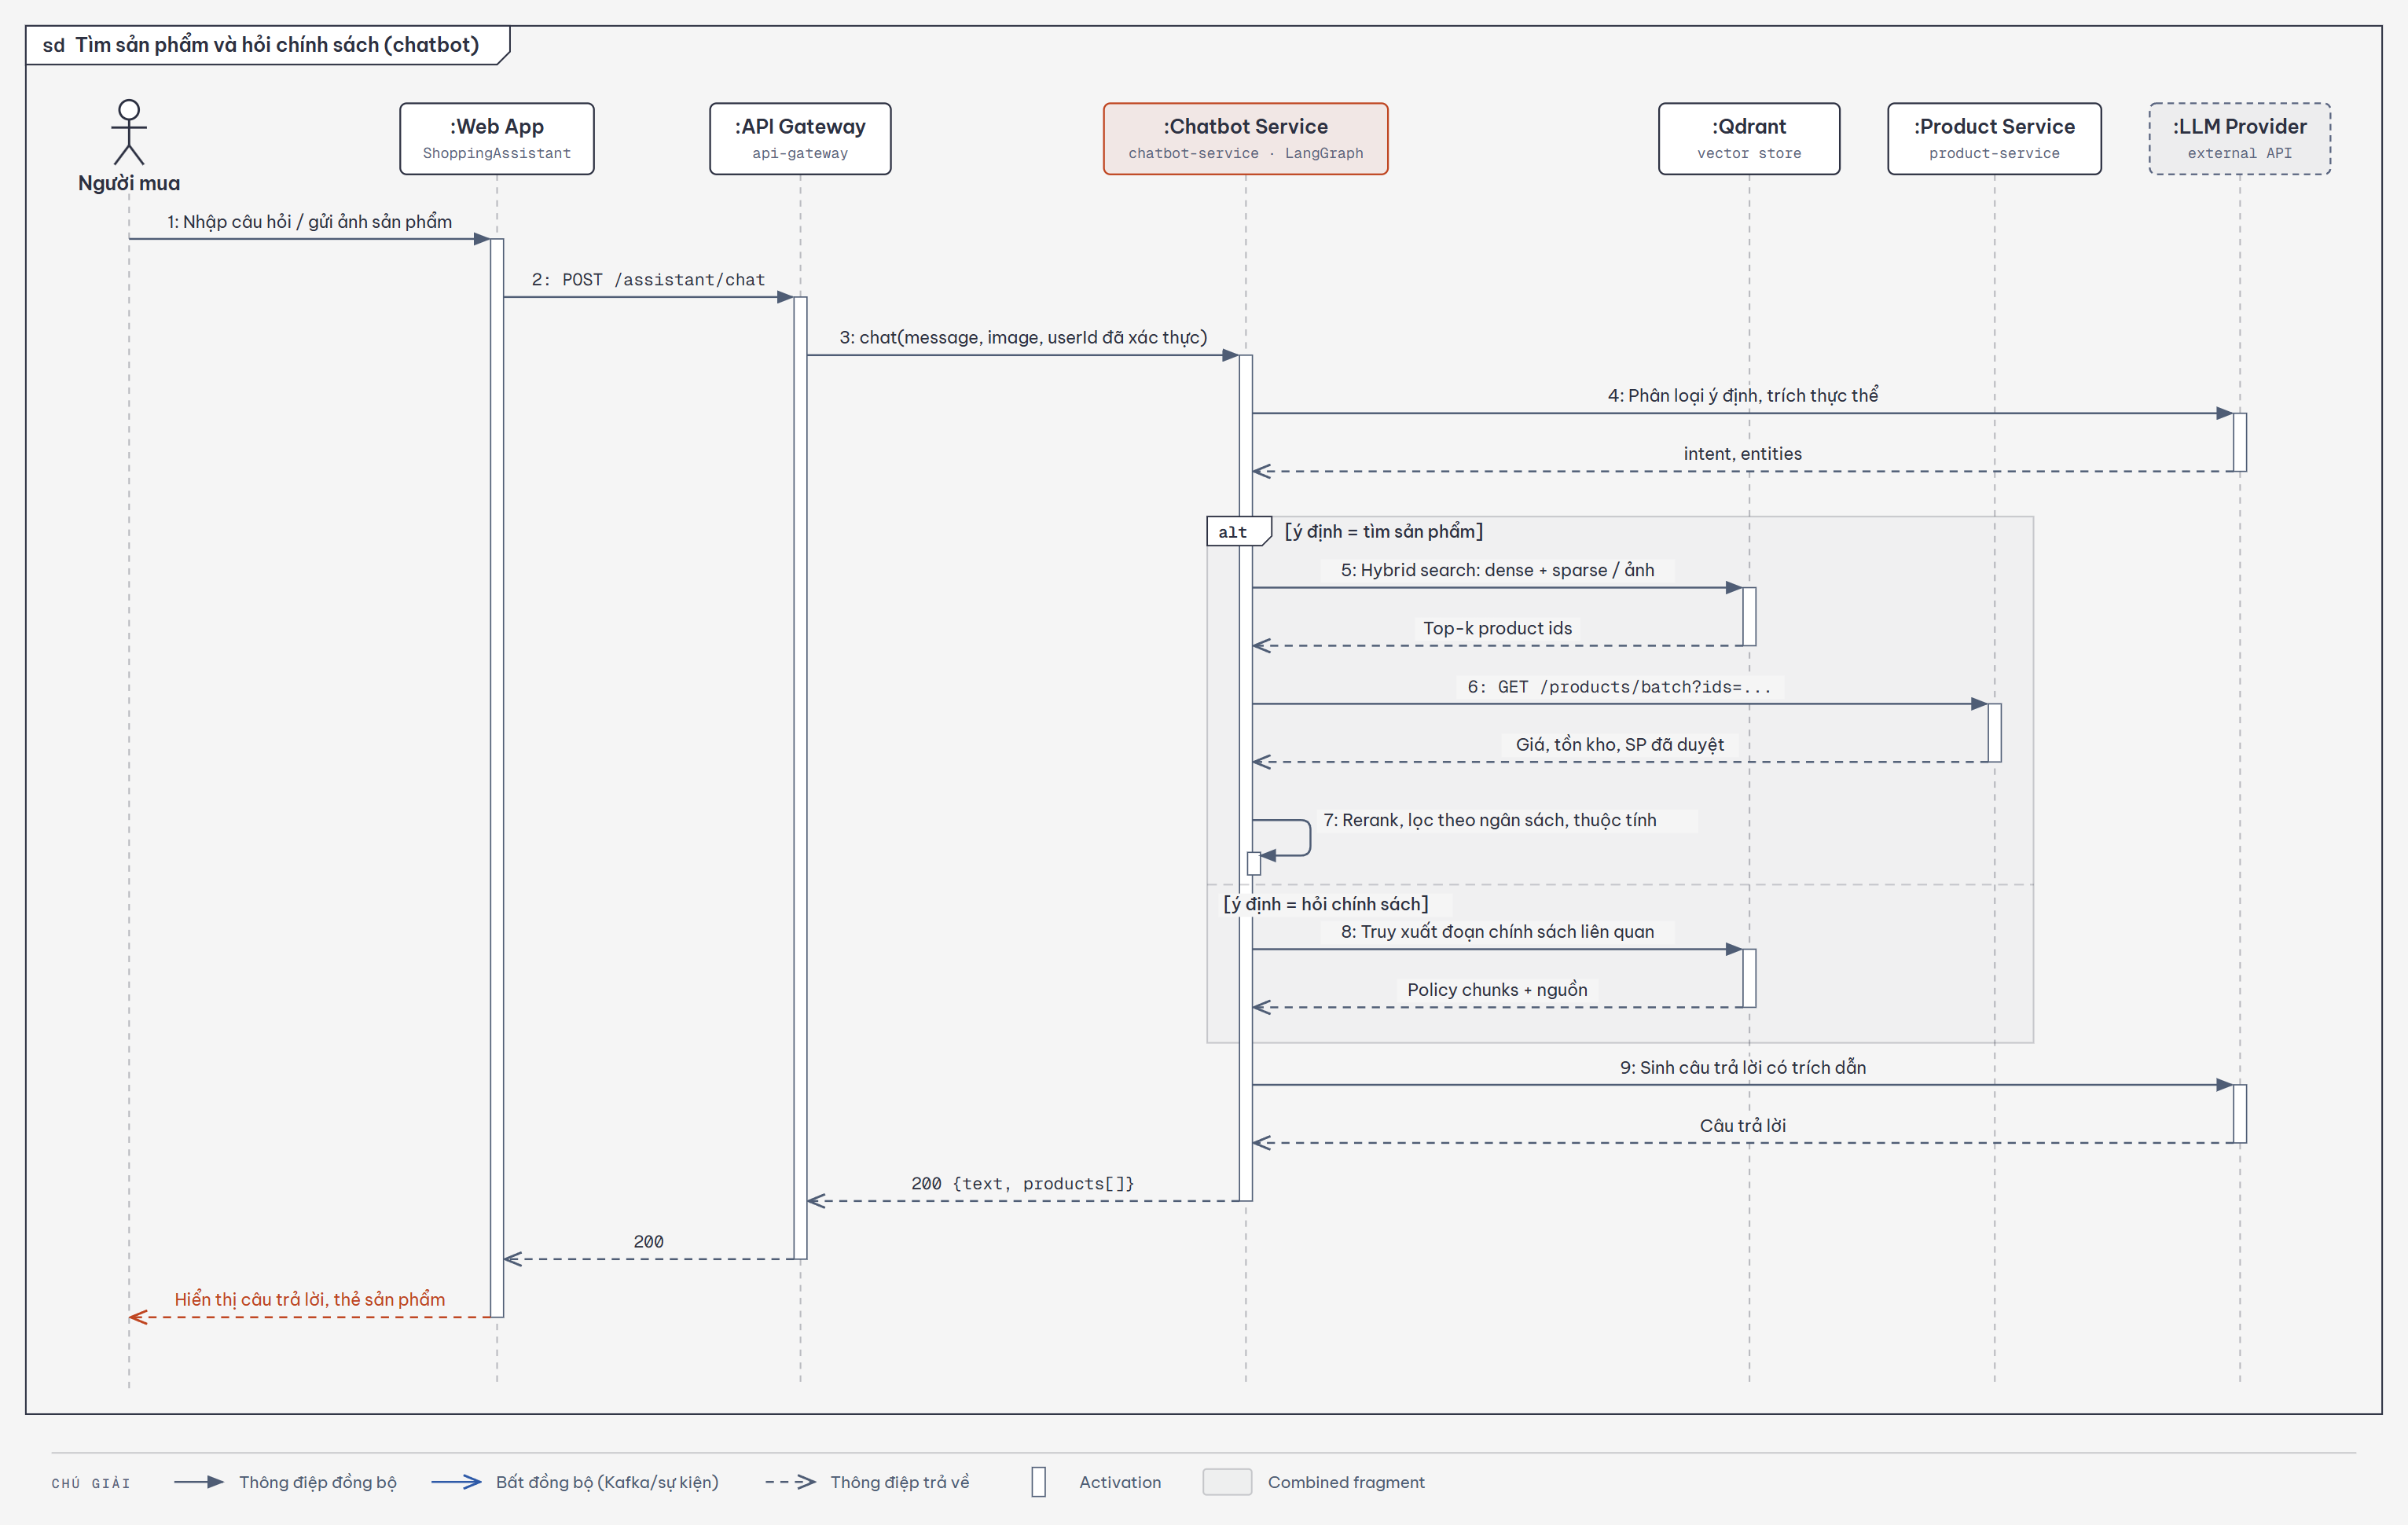 sd Tìm sản phẩm và hỏi chính sách (chatbot)
Người mua
:Web App
ShoppingAssistant
:API Gateway
api-gateway
:Chatbot Service
chatbot-service · LangGraph
:Qdrant
vector store
:Product Service
product-service
:LLM Provider
external API
1: Nhập câu hỏi / gửi ảnh sản phẩm
2: POST /assistant/chat
3: chat(message, image, userId đã xác thực)
4: Phân loại ý định, trích thực thể
intent, entities
alt [ý định = tìm sản phẩm]
5: Hybrid search: dense + sparse / ảnh
Top-k product ids
6: GET /products/batch?ids=...
Giá, tồn kho, SP đã duyệt
7: Rerank, lọc theo ngân sách, thuộc tính
[ý định = hỏi chính sách]
8: Truy xuất đoạn chính sách liên quan
Policy chunks + nguồn
9: Sinh câu trả lời có trích dẫn
Câu trả lời
200 {text, products[]}
200
Hiển thị câu trả lời, thẻ sản phẩm
CHÚ GIẢI
Thông điệp đồng bộ
Bất đồng bộ (Kafka/sự kiện)
Thông điệp trả về
Activation
Combined fragment